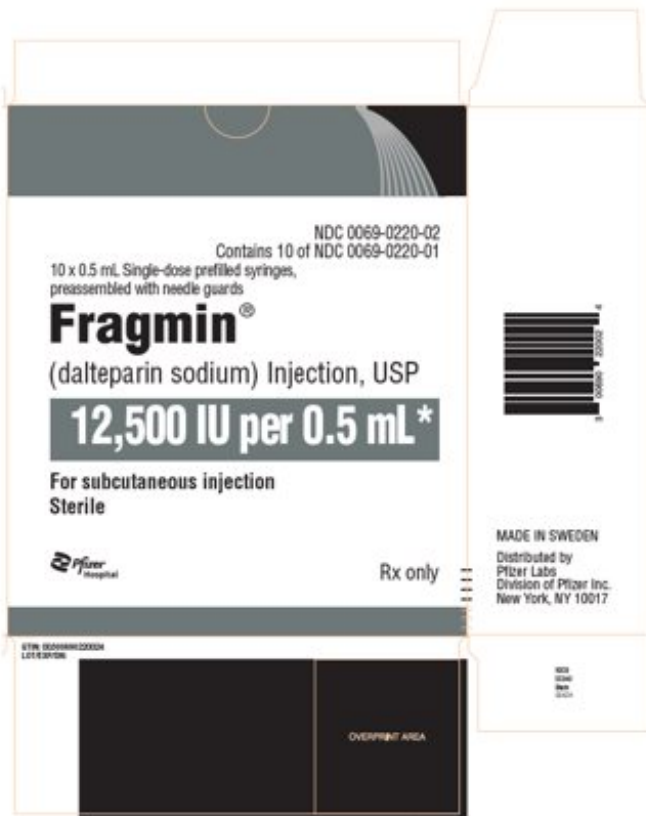 NDC 0069-0220-02
Contains 10 of NDC 0069-0220-01
10 x 0.5 mL Single-dose prefilled syringes,
preassembled with needle guards
Fragmin®
(dalteparin sodium) Injection, USP
12,500 IU per 0.5 mL*
For subcutaneous injection
Sterile
Pfizer
Hospital
Rx only
MADE IN SWEDEN
Distributed by
Pfizer Labs
Division of Pfizer Inc.
New York, NY 10017
LOT/EXP/SN:
OVERPRINT AREA